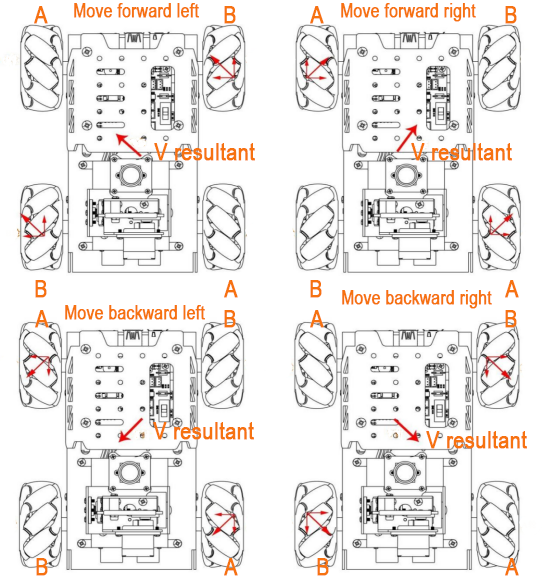 A Move forward left B
A Move forward right B
V resultant
V resultant
B A
B A
Move backward left
Move backward right
A B
A B
V resultant
V resultant
B A
B A